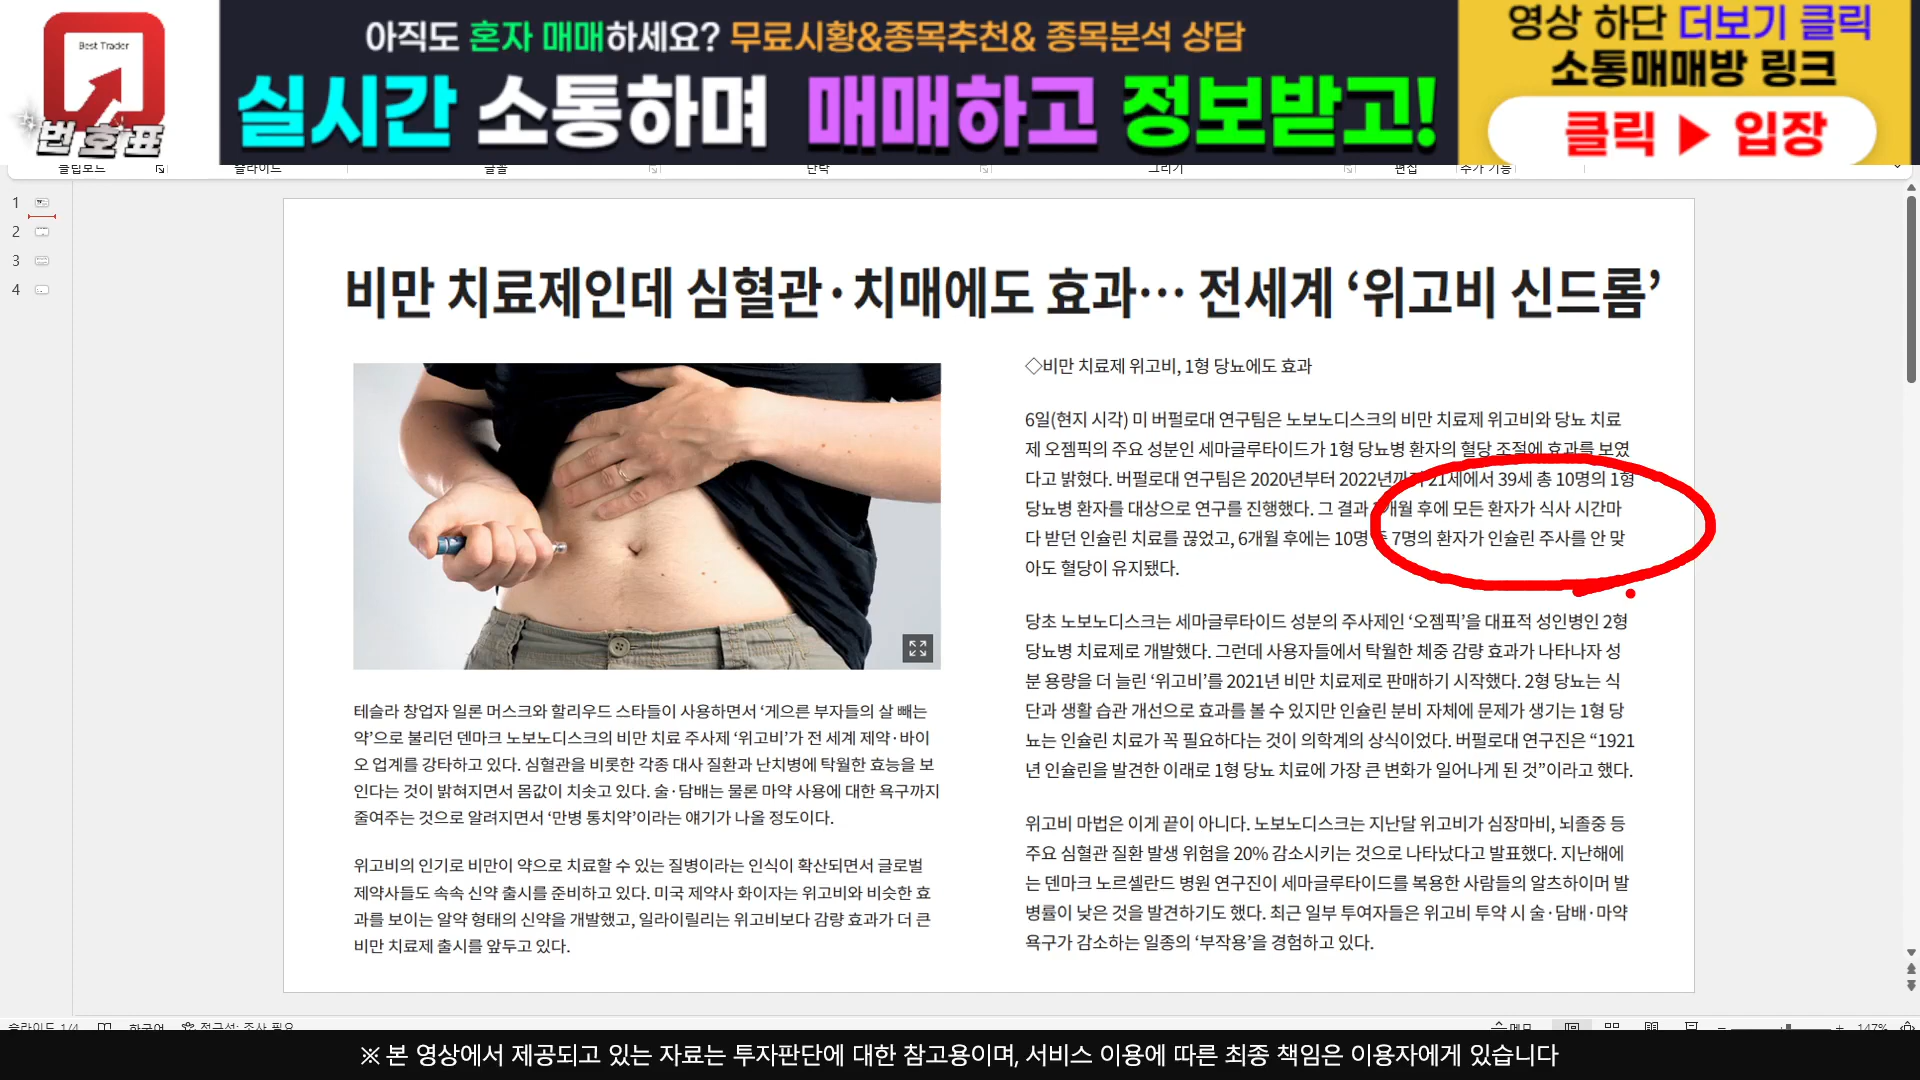 Best Trader
번호표
아직도 혼자 매매하세요? 무료시황&종목추천& 종목분석 상담
실시간 소통하며 매매하고 정보받고!
영상 하단 더보기 클릭
소통매매방 링크
클릭 ▶ 입장
클립보드
슬라이드
글꼴
단락
그리기
편집
추가 기능
1
2
3
4
비만 치료제인데 심혈관·치매에도 효과… 전세계 ‘위고비 신드롬’
테슬라 창업자 일론 머스크와 할리우드 스타들이 사용하면서 ‘게으른 부자들의 살 빼는
약’으로 불리던 덴마크 노보노디스크의 비만 치료 주사제 ‘위고비’가 전 세계 제약·바이
오 업계를 강타하고 있다. 심혈관을 비롯한 각종 대사 질환과 난치병에 탁월한 효능을 보
인다는 것이 밝혀지면서 몸값이 치솟고 있다. 술·담배는 물론 마약 사용에 대한 욕구까지
줄여주는 것으로 알려지면서 ‘만병 통치약’이라는 얘기가 나올 정도이다.
위고비의 인기로 비만이 약으로 치료할 수 있는 질병이라는 인식이 확산되면서 글로벌
제약사들도 속속 신약 출시를 준비하고 있다. 미국 제약사 화이자는 위고비와 비슷한 효
과를 보이는 알약 형태의 신약을 개발했고, 일라이릴리는 위고비보다 감량 효과가 더 큰
비만 치료제 출시를 앞두고 있다.
◇비만 치료제 위고비, 1형 당뇨에도 효과
6일(현지 시각) 미 버펄로대 연구팀은 노보노디스크의 비만 치료제 위고비와 당뇨 치료
제 오젬픽의 주요 성분인 세마글루타이드가 1형 당뇨병 환자의 혈당 조절에 효과를 보였
다고 밝혔다. 버펄로대 연구팀은 2020년부터 2022년까지 21세에서 39세 총 10명의 1형
당뇨병 환자를 대상으로 연구를 진행했다. 그 결과 개월 후에 모든 환자가 식사 시간마
다 받던 인슐린 치료를 끊었고, 6개월 후에는 10명 중 7명의 환자가 인슐린 주사를 안 맞
아도 혈당이 유지됐다.
당초 노보노디스크는 세마글루타이드 성분의 주사제인 ‘오젬픽’을 대표적 성인병인 2형
당뇨병 치료제로 개발했다. 그런데 사용자들에서 탁월한 체중 감량 효과가 나타나자 성
분 용량을 더 늘린 ‘위고비’를 2021년 비만 치료제로 판매하기 시작했다. 2형 당뇨는 식
단과 생활 습관 개선으로 효과를 볼 수 있지만 인슐린 분비 자체에 문제가 생기는 1형 당
뇨는 인슐린 치료가 꼭 필요하다는 것이 의학계의 상식이었다. 버펄로대 연구진은 “1921
년 인슐린을 발견한 이래로 1형 당뇨 치료에 가장 큰 변화가 일어나게 된 것”이라고 했다.
위고비 마법은 이게 끝이 아니다. 노보노디스크는 지난달 위고비가 심장마비, 뇌졸중 등
주요 심혈관 질환 발생 위험을 20% 감소시키는 것으로 나타났다고 발표했다. 지난해에
는 덴마크 노르셸란드 병원 연구진이 세마글루타이드를 복용한 사람들의 알츠하이머 발
병률이 낮은 것을 발견하기도 했다. 최근 일부 투여자들은 위고비 투약 시 술·담배·마약
욕구가 감소하는 일종의 ‘부작용’을 경험하고 있다.
슬라이드 1/4 한국어 접근성: 조사 필요
메모
147%
※ 본 영상에서 제공되고 있는 자료는 투자판단에 대한 참고용이며, 서비스 이용에 따른 최종 책임은 이용자에게 있습니다